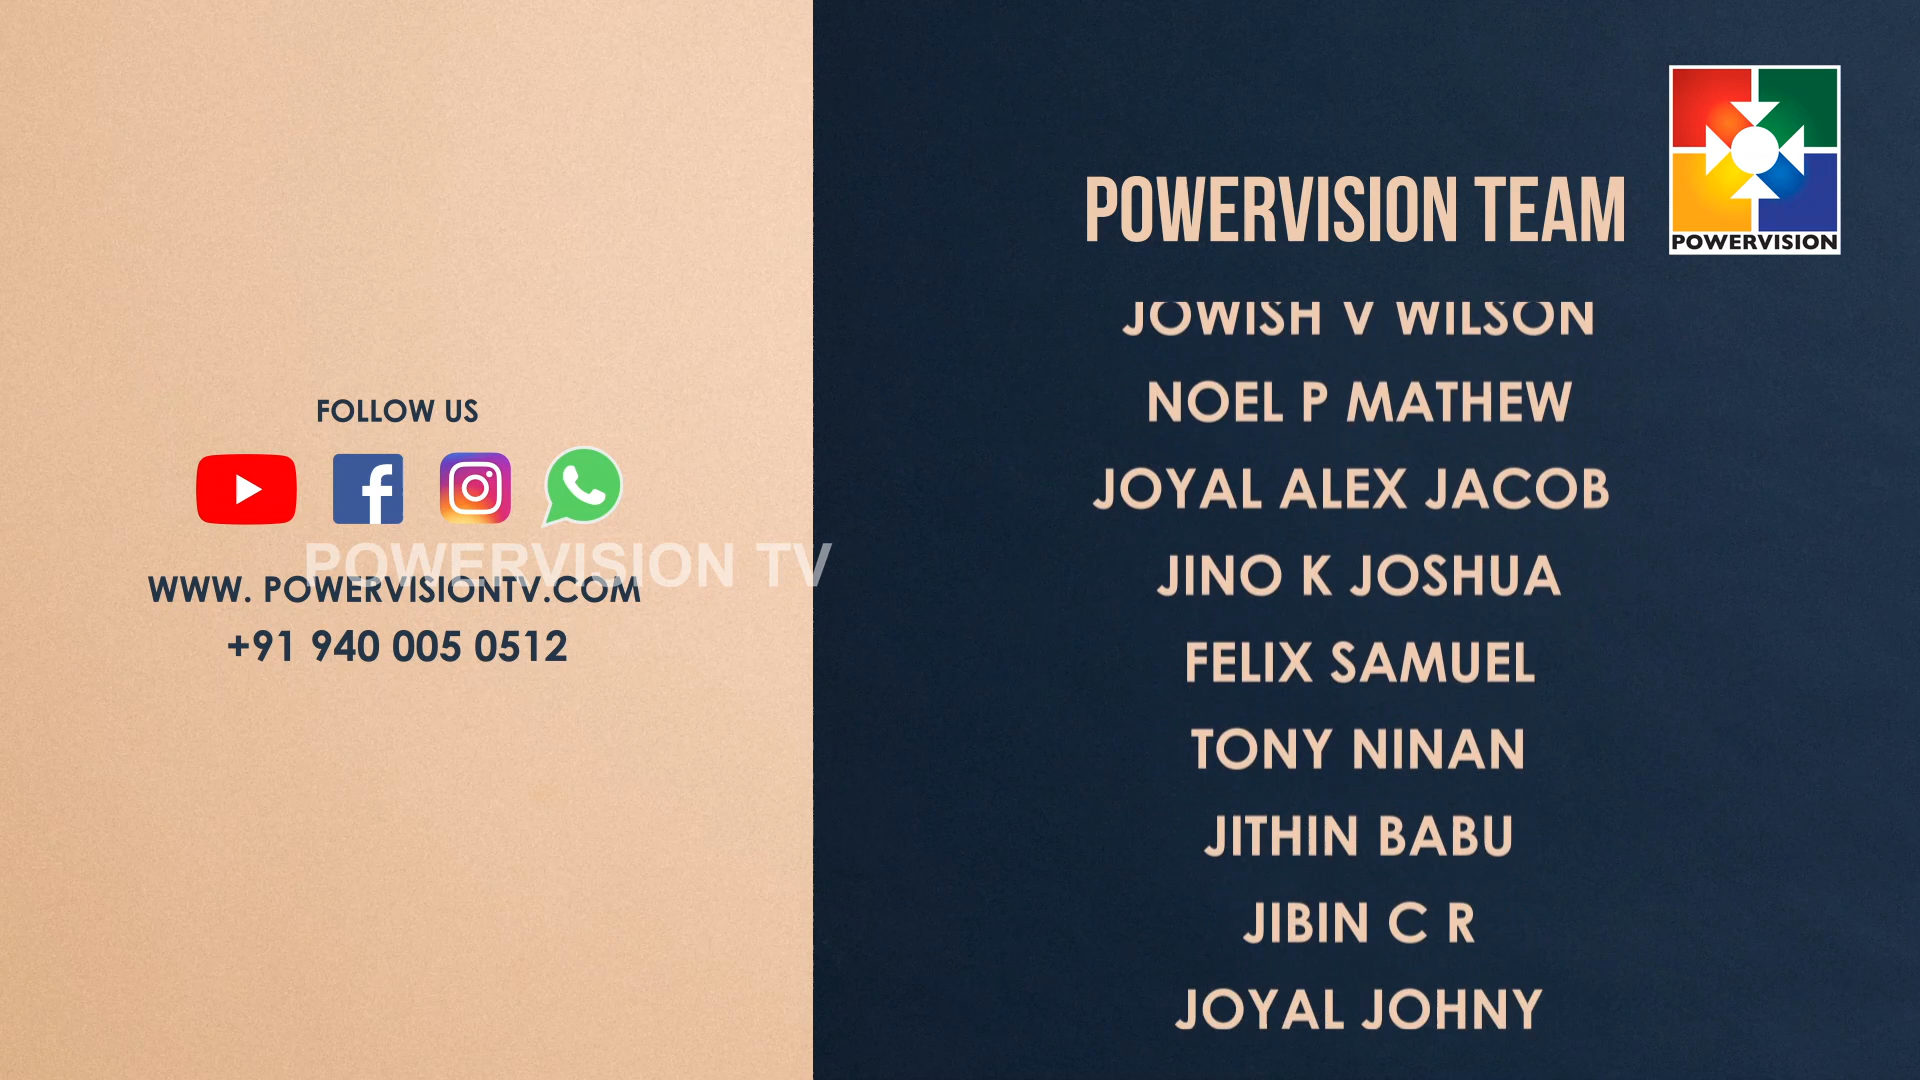 FOLLOW US
POWERVISION TV
WWW. POWERVISIONTV.COM
+91 940 005 0512
POWERVISION TEAM
POWERVISION
JOWISH V WILSON
NOEL P MATHEW
JOYAL ALEX JACOB
JINO K JOSHUA
FELIX SAMUEL
TONY NINAN
JITHIN BABU
JIBIN C R
JOYAL JOHNY